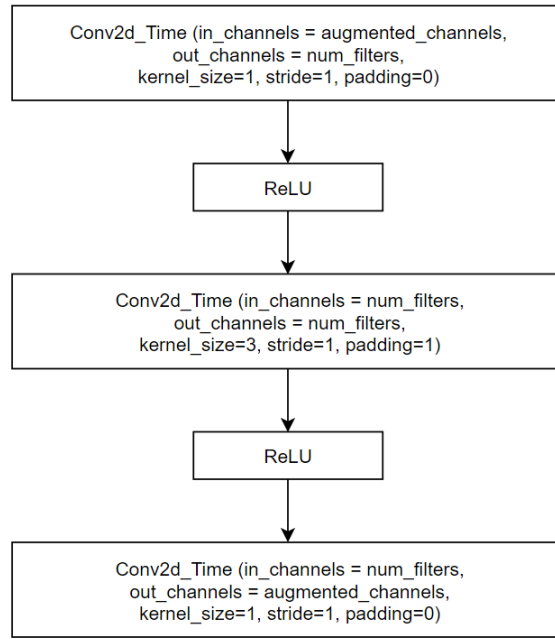 Conv2d_Time (in_channels = augmented_channels,
out_channels = num_filters,
kernel_size=1, stride=1, padding=0)
ReLU
Conv2d_Time (in_channels = num_filters,
out_channels = num_filters,
kernel_size=3, stride=1, padding=1)
ReLU
Conv2d_Time (in_channels = num_filters,
out_channels = augmented_channels,
kernel_size=1, stride=1, padding=0)